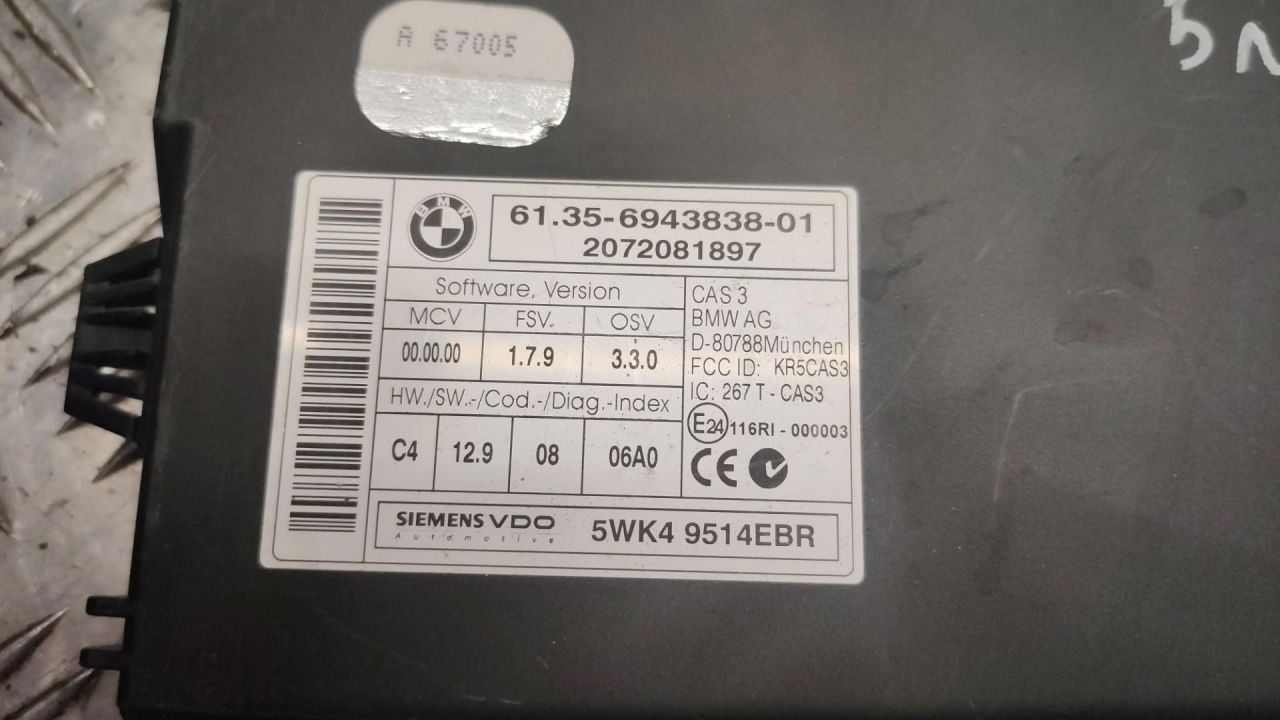 A 67005
5
BMW
61.35-6943838-01
2072081897
Software, Version
MCV FSV. OSV
00.00.00 1.7.9 3.3.0
HW./SW.-/Cod.-/Diag.-Index
C4 12.9 08 06A0
CAS 3
BMW AG
D-80788München
FCC ID: KR5CAS3
I.C: 267 T - CAS3
E24 116RI - 000003
CE
SIEMENS VDO
Automotive
5WK4 9514EBR